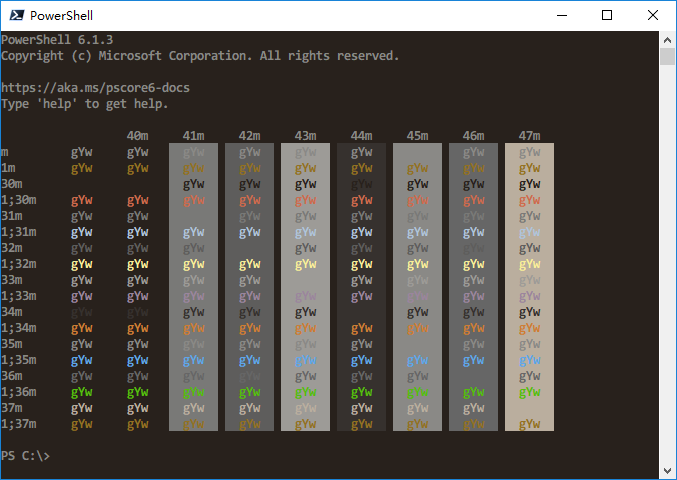 PowerShell
PowerShell 6.1.3
Copyright (c) Microsoft Corporation. All rights reserved.
https://aka.ms/pscore6-docs
Type 'help' to get help.
40m 41m 42m 43m 44m 45m 46m 47m
m gYw gYw gYw gYw gYw gYw gYw gYw gYw
1m gYw gYw gYw gYw gYw gYw gYw gYw gYw
30m gYw gYw gYw gYw gYw gYw gYw
1;30m gYw gYw gYw gYw gYw gYw gYw gYw gYw
31m gYw gYw gYw gYw gYw gYw gYw gYw
1;31m gYw gYw gYw gYw gYw gYw gYw gYw gYw
32m gYw gYw gYw gYw gYw gYw gYw gYw
1;32m gYw gYw gYw gYw gYw gYw gYw gYw gYw
33m gYw gYw gYw gYw gYw gYw gYw gYw
1;33m gYw gYw gYw gYw gYw gYw gYw gYw gYw
34m gYw gYw gYw gYw gYw gYw gYw gYw
1;34m gYw gYw gYw gYw gYw gYw gYw gYw gYw
35m gYw gYw gYw gYw gYw gYw gYw gYw
1;35m gYw gYw gYw gYw gYw gYw gYw gYw gYw
36m gYw gYw gYw gYw gYw gYw gYw gYw
1;36m gYw gYw gYw gYw gYw gYw gYw gYw gYw
37m gYw gYw gYw gYw gYw gYw gYw gYw
1;37m gYw gYw gYw gYw gYw gYw gYw gYw gYw
PS C:\>